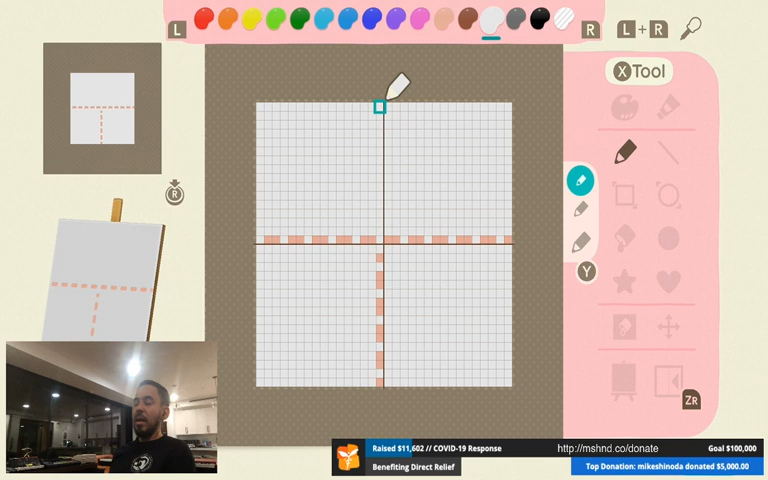 L
R
L + R
X Tool
R
Y
ZR
Raised $11,602 // COVID-19 Response
http://mshnd.co/donate
Goal $100,000
Benefiting Direct Relief
Top Donation: mikeshinoda donated $5,000.00